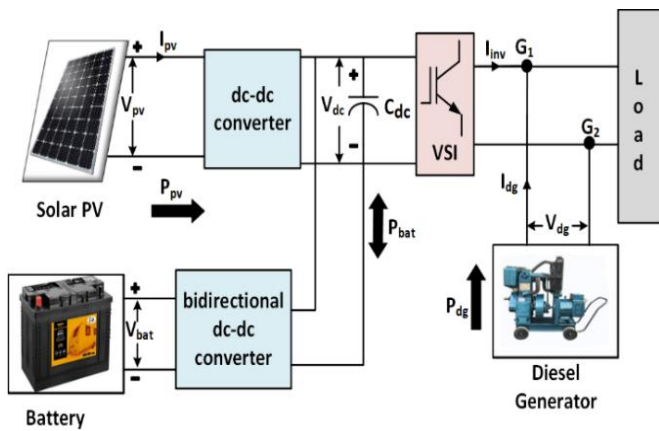 +
I_pv
V_pv
-
Solar PV
P_pv
dc-dc
converter
+
V_dc
-
C_dc
VSI
I_inv
G_1
G_2
I_dg
V_dg
Load
P_bat
P_dg
+
V_bat
-
Battery
bidirectional
dc-dc
converter
Diesel
Generator